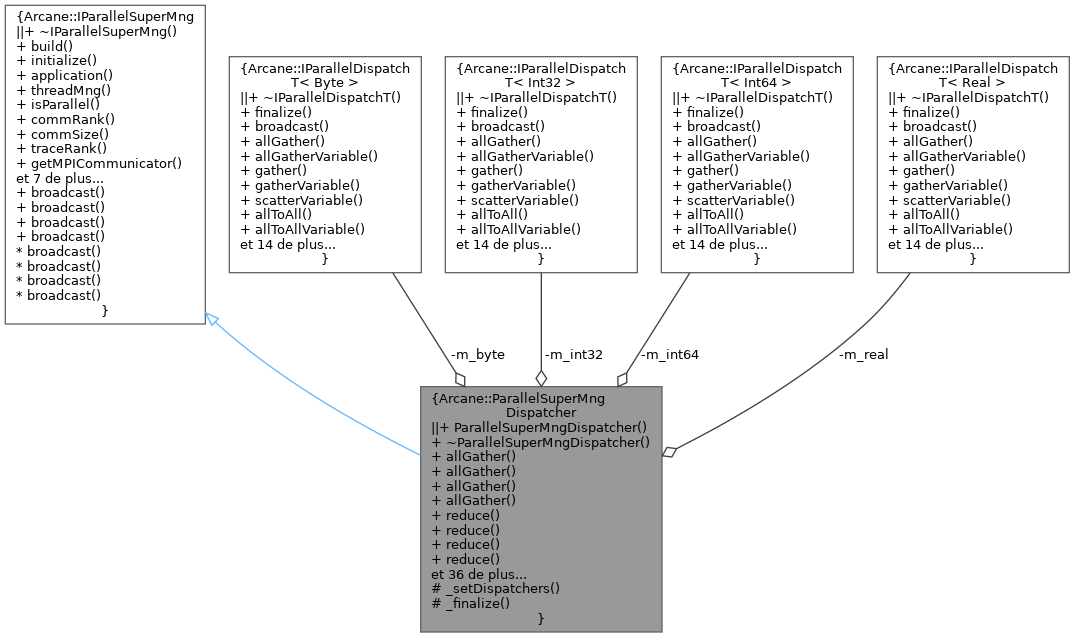 {Arcane::IParallelSuperMng
||+ ~IParallelSuperMng()
+ build()
+ initialize()
+ application()
+ threadMng()
+ isParallel()
+ commRank()
+ commSize()
+ traceRank()
+ getMPICommunicator()
et 7 de plus...
+ broadcast()
+ broadcast()
+ broadcast()
+ broadcast()
* broadcast()
* broadcast()
* broadcast()
* broadcast()
}
{Arcane::IParallelDispatch
T< Byte >
||+ ~IParallelDispatchT()
+ finalize()
+ broadcast()
+ allGather()
+ allGatherVariable()
+ gather()
+ gatherVariable()
+ scatterVariable()
+ allToAll()
+ allToAllVariable()
et 14 de plus...
}
{Arcane::IParallelDispatch
T< Int32 >
||+ ~IParallelDispatchT()
+ finalize()
+ broadcast()
+ allGather()
+ allGatherVariable()
+ gather()
+ gatherVariable()
+ scatterVariable()
+ allToAll()
+ allToAllVariable()
et 14 de plus...
}
{Arcane::IParallelDispatch
T< Int64 >
||+ ~IParallelDispatchT()
+ finalize()
+ broadcast()
+ allGather()
+ allGatherVariable()
+ gather()
+ gatherVariable()
+ scatterVariable()
+ allToAll()
+ allToAllVariable()
et 14 de plus...
}
{Arcane::IParallelDispatch
T< Real >
||+ ~IParallelDispatchT()
+ finalize()
+ broadcast()
+ allGather()
+ allGatherVariable()
+ gather()
+ gatherVariable()
+ scatterVariable()
+ allToAll()
+ allToAllVariable()
et 14 de plus...
}
-m_byte
-m_int32
-m_int64
-m_real
{Arcane::ParallelSuperMng
Dispatcher
||+ ParallelSuperMngDispatcher()
+ ~ParallelSuperMngDispatcher()
+ allGather()
+ allGather()
+ allGather()
+ allGather()
+ reduce()
+ reduce()
+ reduce()
+ reduce()
et 36 de plus...
# _setDispatchers()
# _finalize()
}